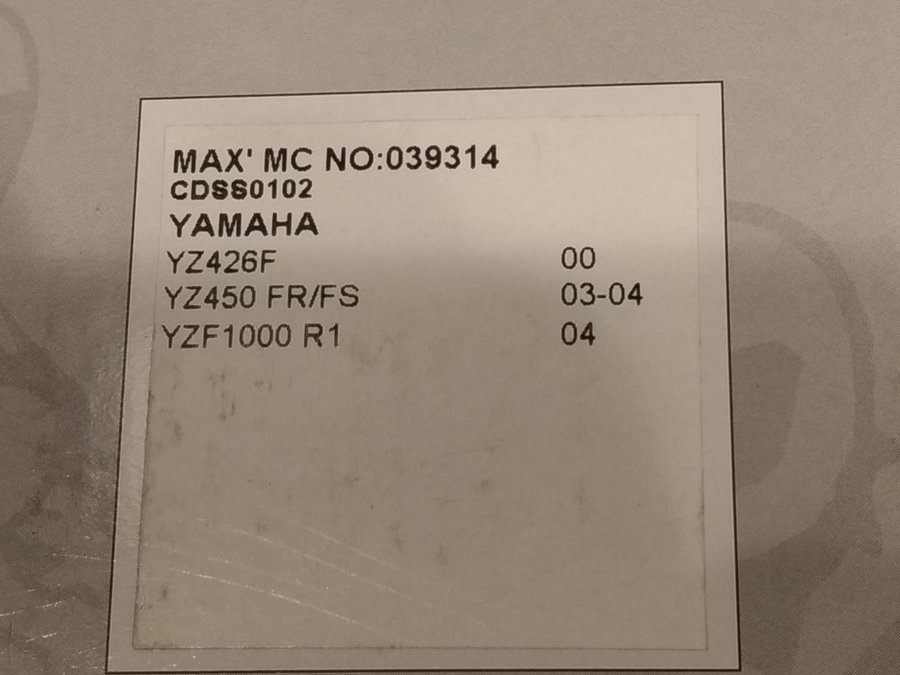 MAX' MC NO:039314
CDSS0102
YAMAHA
YZ426F 00
YZ450 FR/FS 03-04
YZF1000 R1 04